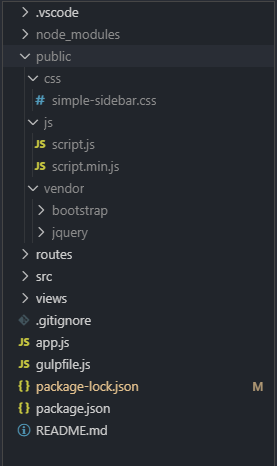 .vscode
node_modules
public
css
# simple-sidebar.css
js
JS script.js
JS script.min.js
vendor
bootstrap
jquery
routes
src
views
.gitignore
JS app.js
JS gulpfile.js
{} package-lock.json M
{} package.json
README.md